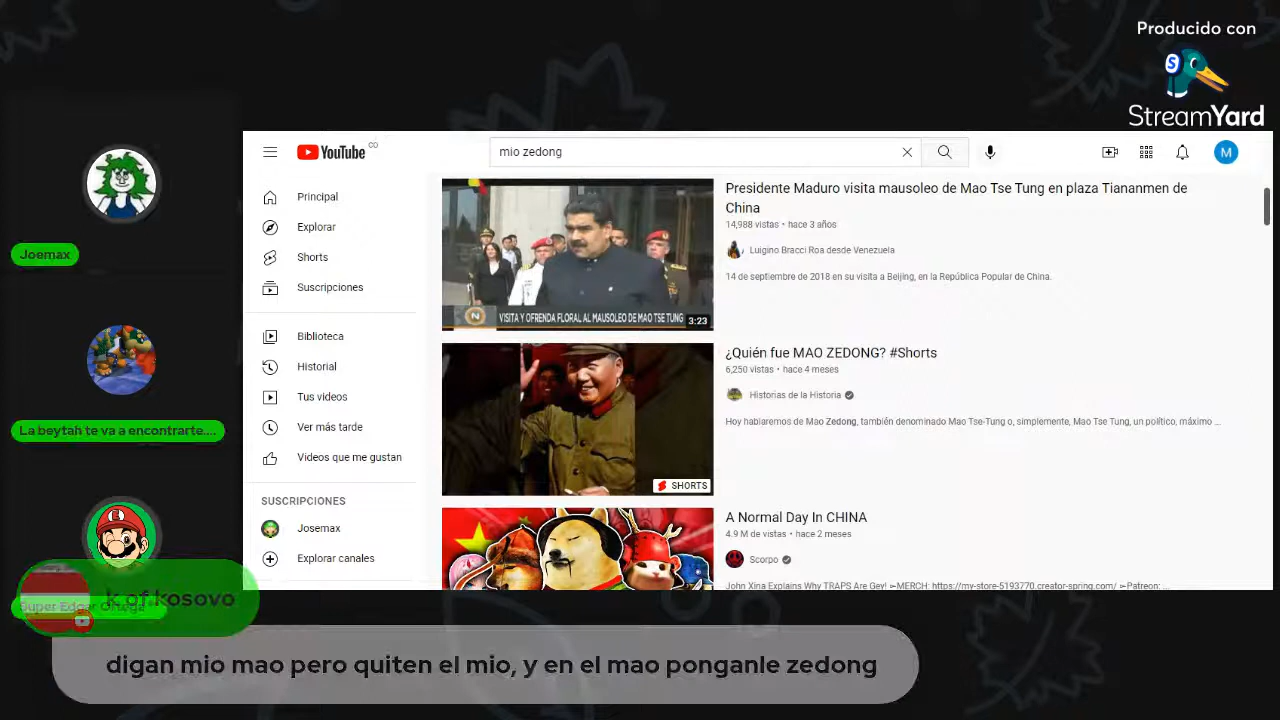 Producido con
StreamYard
Joemax
La beytah te va a encontrarte....
Super Edgar Ortega
k of kosovo
digan mio mao pero quiten el mio, y en el mao ponganle zedong
YouTube CO
mio zedong
M
Principal
Explorar
Shorts
Suscripciones
Biblioteca
Historial
Tus videos
Ver más tarde
Videos que me gustan
SUSCRIPCIONES
Josemax
Explorar canales
VISITA Y OFRENDA FLORAL AL MAUSOLEO DE MAO TSE TUNG
3:23
Presidente Maduro visita mausoleo de Mao Tse Tung en plaza Tiananmen de
China
14,988 vistas • hace 3 años
Luigino Bracci Roa desde Venezuela
14 de septiembre de 2018 en su visita a Beijing, en la República Popular de China.
SHORTS
¿Quién fue MAO ZEDONG? #Shorts
6,250 vistas • hace 4 meses
Historias de la Historia
Hoy hablaremos de Mao Zedong, también denominado Mao Tse-Tung o, simplemente, Mao Tse Tung, un político, máximo ...
A Normal Day In CHINA
4.9 M de vistas • hace 2 meses
Scorpo
John Xina Explains Why TRAPS Are Gey! ➤MERCH: https://my-store-5193770.creator-spring.com/ ➤Patreon: ...